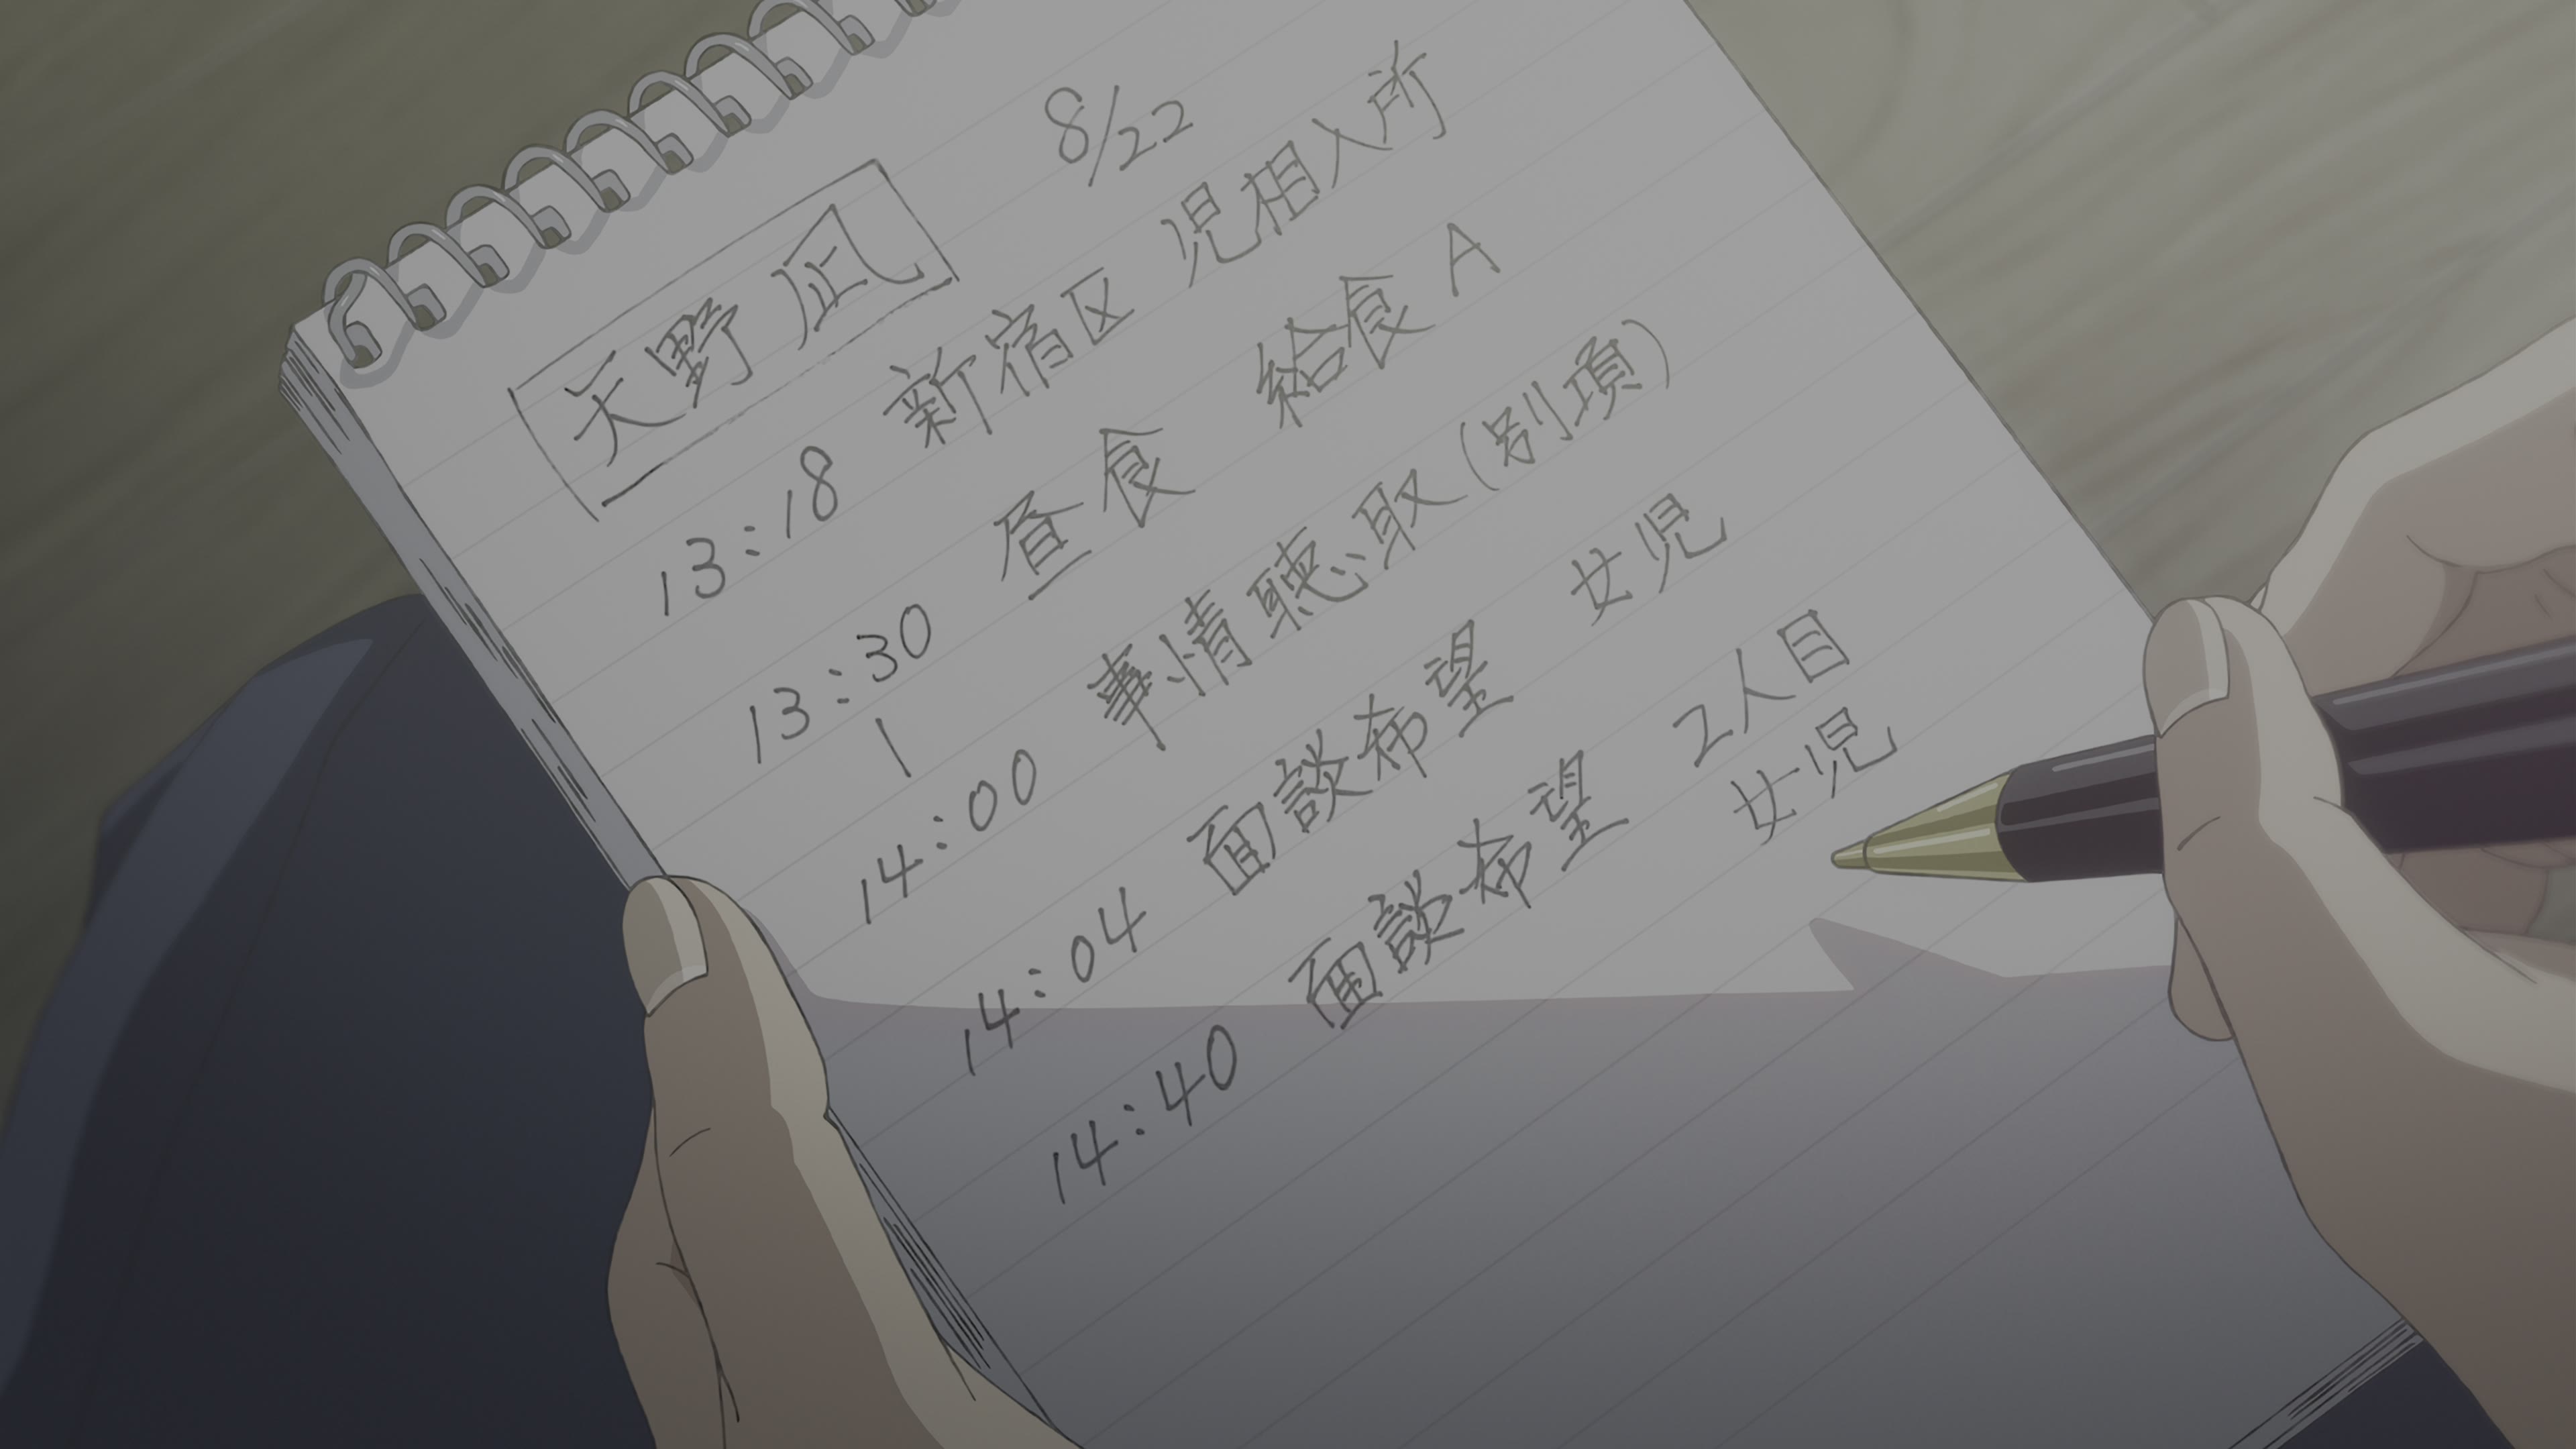 8/22
天野 凪
13:18 新宿区 児相入所
13:30 昼食 給食 A
|
14:00 事情聴取(別項)
14:04 面談希望 女児
14:40 面談希望 2人目
女児